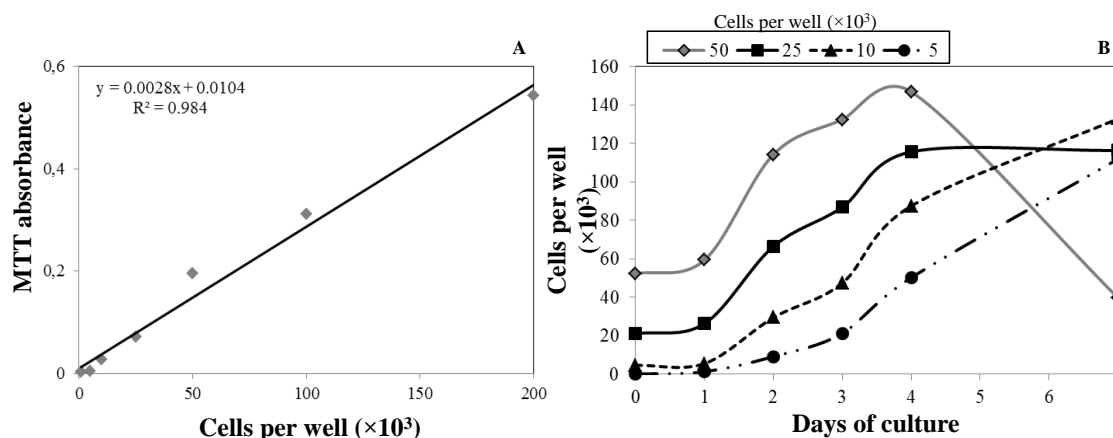 A
0,6
y = 0.0028x + 0.0104
R² = 0.984
0,4
0,2
0
MTT absorbance
0 50 100 150 200
Cells per well (×10³)
Cells per well (×10³)
50 25 10 5
B
160
140
120
100
80
60
40
20
0
Cells per well
(×10³)
0 1 2 3 4 5 6
Days of culture